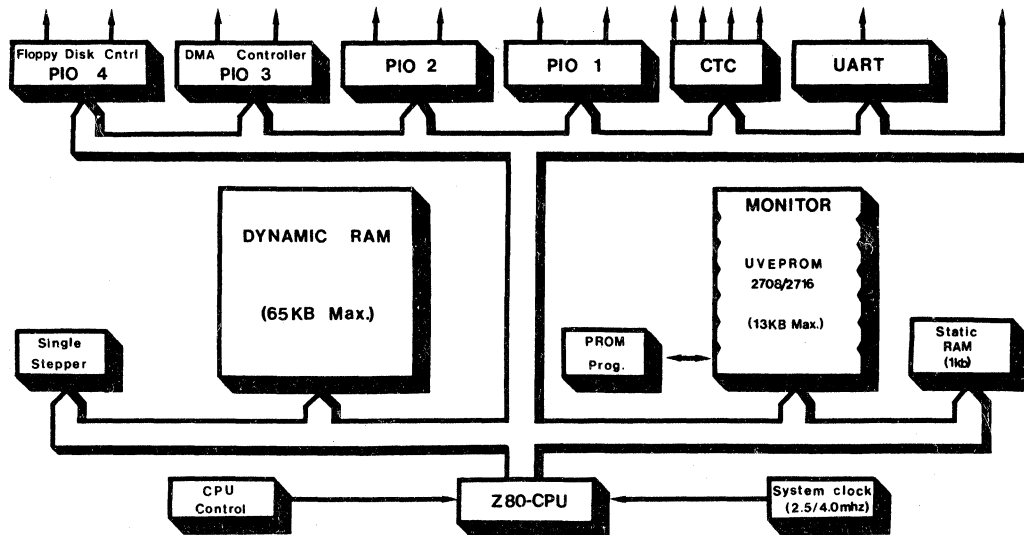 Floppy Disk Cntrl
PIO 4
DMA Controller
PIO 3
PIO 2
PIO 1
CTC
UART
DYNAMIC RAM
(65KB Max.)
MONITOR
UVEPROM
2708/2716
(13KB Max.)
Single
Stepper
PROM
Prog.
Static
RAM
(1kb)
CPU
Control
Z80-CPU
System clock
(2.5/4.0mhz)